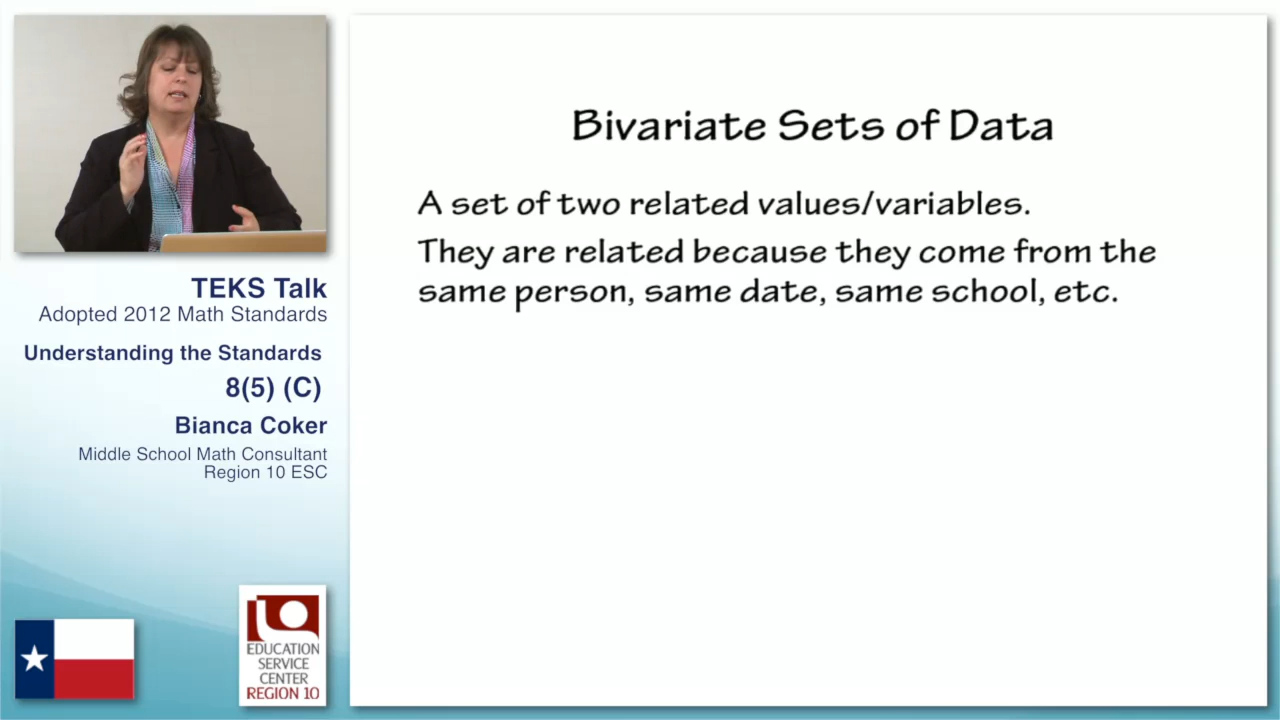 TEKS Talk
Adopted 2012 Math Standards
Understanding the Standards
8(5) (C)
Bianca Coker
Middle School Math Consultant
Region 10 ESC
EDUCATION
SERVICE
CENTER
REGION 10
Bivariate Sets of Data
A set of two related values/variables.
They are related because they come from the
same person, same date, same school, etc.